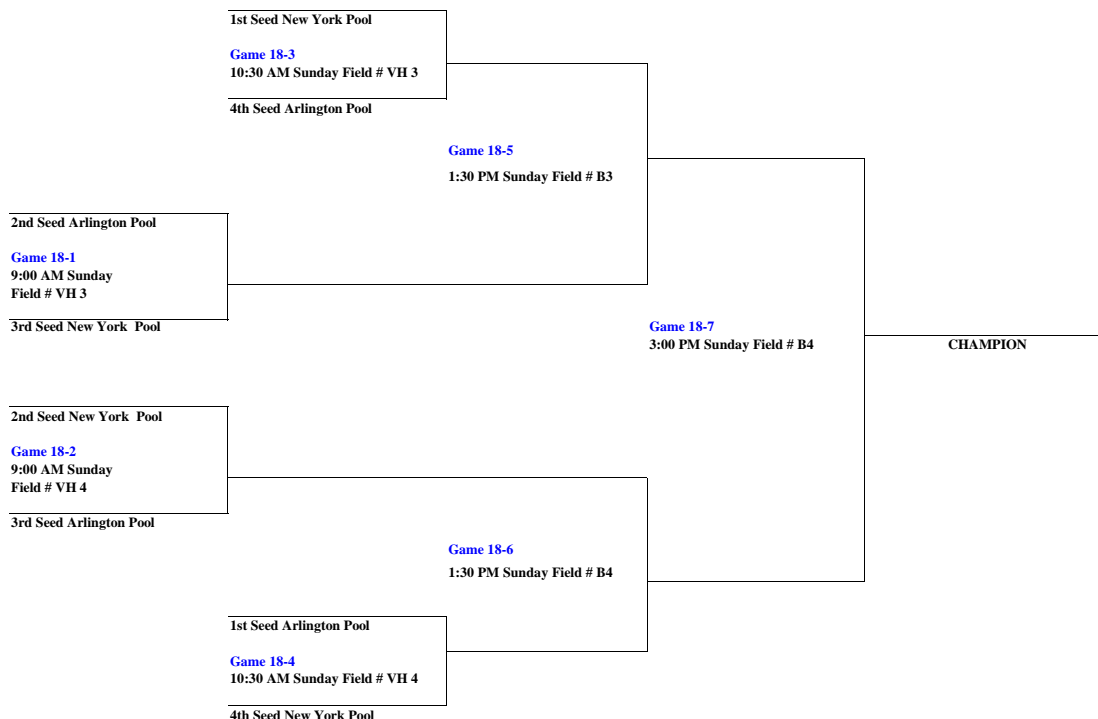 1st Seed New York Pool
Game 18-3
10:30 AM Sunday Field # VH 3
4th Seed Arlington Pool
Game 18-5
1:30 PM Sunday Field # B3
2nd Seed Arlington Pool
Game 18-1
9:00 AM Sunday
Field # VH 3
3rd Seed New York Pool
Game 18-7
3:00 PM Sunday Field # B4
CHAMPION
2nd Seed New York Pool
Game 18-2
9:00 AM Sunday
Field # VH 4
3rd Seed Arlington Pool
Game 18-6
1:30 PM Sunday Field # B4
1st Seed Arlington Pool
Game 18-4
10:30 AM Sunday Field # VH 4
4th Seed New York Pool